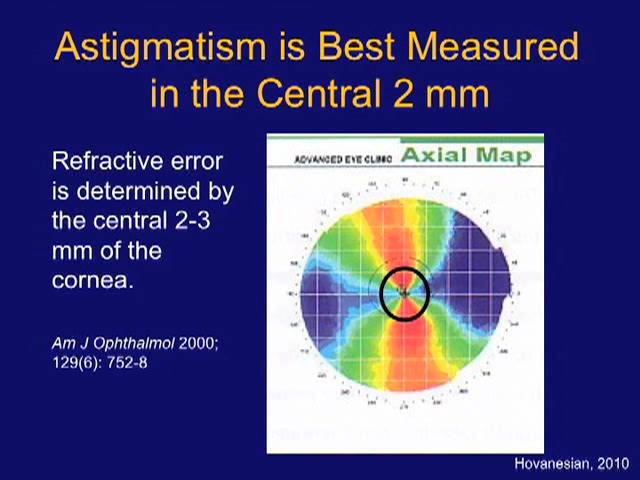 Astigmatism is Best Measured
in the Central 2 mm
Refractive error
is determined by
the central 2-3
mm of the
cornea.
Am J Ophthalmol 2000;
129(6): 752-8
ADVANCED EYE CLINIC Axial Map
Hovanesian, 2010